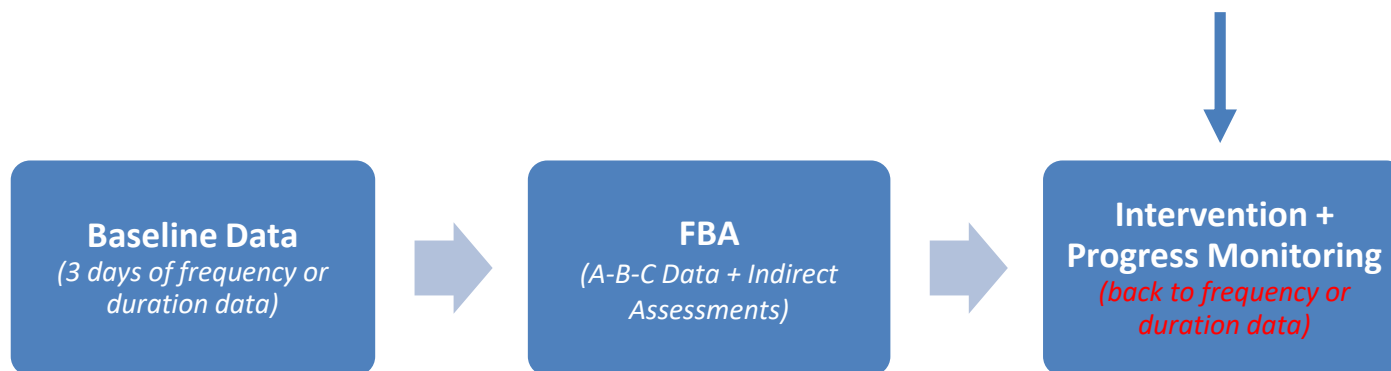 Baseline Data
(3 days of frequency or
duration data)
FBA
(A-B-C Data + Indirect
Assessments)
Intervention +
Progress Monitoring
(back to frequency or
duration data)